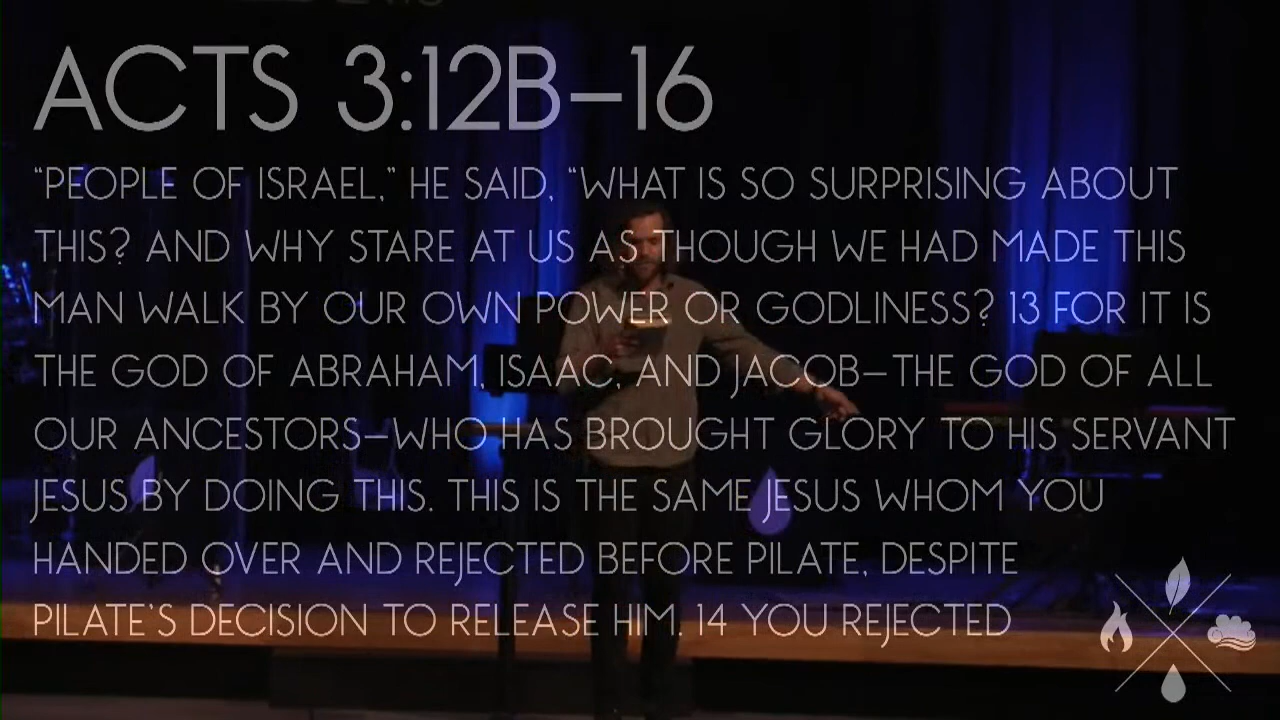 ACTS 3:12B–16
“PEOPLE OF ISRAEL,” HE SAID, “WHAT IS SO SURPRISING ABOUT
THIS? AND WHY STARE AT US AS THOUGH WE HAD MADE THIS
MAN WALK BY OUR OWN POWER OR GODLINESS? 13 FOR IT IS
THE GOD OF ABRAHAM, ISAAC, AND JACOB—THE GOD OF ALL
OUR ANCESTORS—WHO HAS BROUGHT GLORY TO HIS SERVANT
JESUS BY DOING THIS. THIS IS THE SAME JESUS WHOM YOU
HANDED OVER AND REJECTED BEFORE PILATE, DESPITE
PILATE’S DECISION TO RELEASE HIM. 14 YOU REJECTED